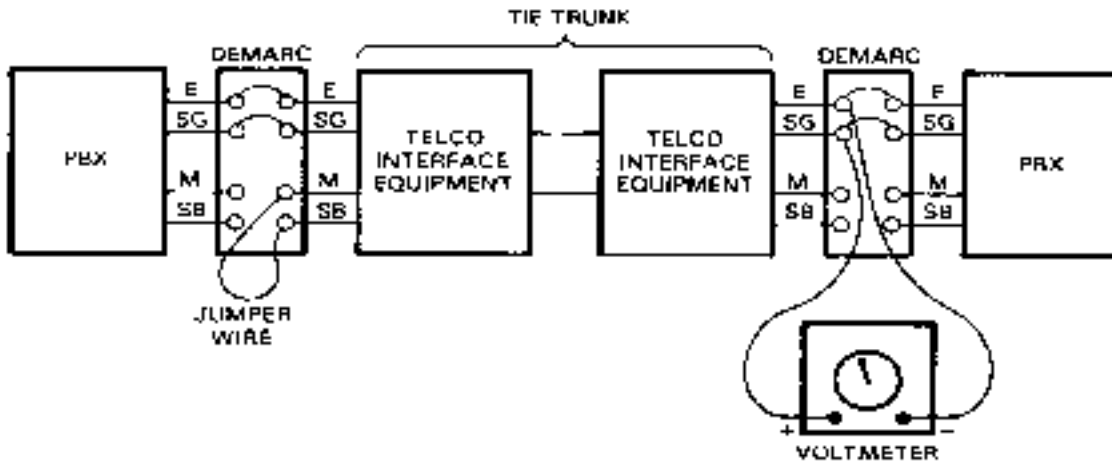 TIE TRUNK
DEMARC
DEMARC
E
E
E
E
SG
SG
SG
SG
PBX
TELCO
INTERFACE
EQUIPMENT
TELCO
INTERFACE
EQUIPMENT
PBX
M
M
M
M
SB
SB
SB
SB
JUMPER
WIRE
+
−
VOLTMETER